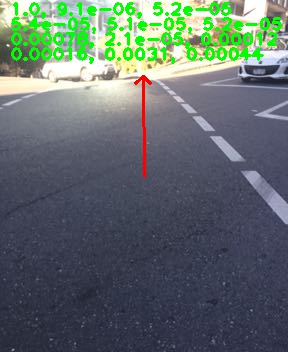 1.0, 9.1e-06, 5.2e-06
5.4e-05, 5.1e-05, 5.2e-05
0.00018, 2.1e-05, 0.00012
0.00016, 0.0031, 0.00044